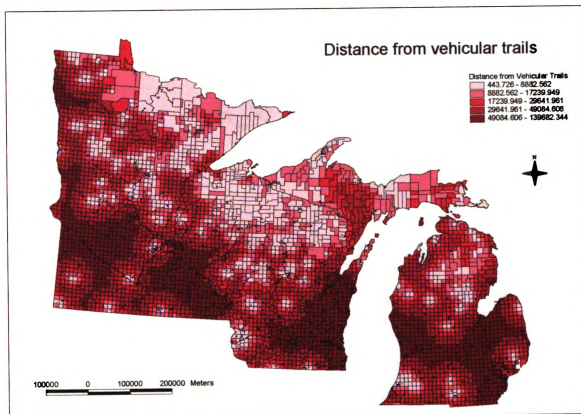 Distance from vehicular trails
Distance from Vehicular Trails
443.726 - 8882.562
8882.562 - 17239.949
17239.949 - 29641.961
29641.961 - 49084.606
49084.606 - 139682.344
N
100000 0 100000 200000 Meters